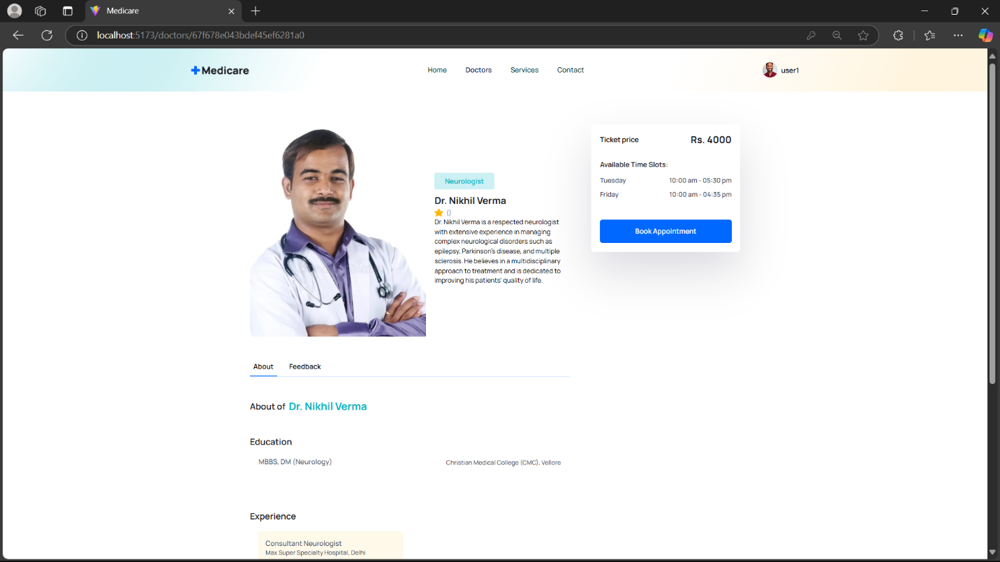 Medicare
localhost:5173/doctors/67f678e043bdef45ef6281a0
Medicare
Home
Doctors
Services
Contact
user1
Neurologist
Dr. Nikhil Verma
()
Dr. Nikhil Verma is a respected neurologist
with extensive experience in managing
complex neurological disorders such as
epilepsy, Parkinson's disease, and multiple
sclerosis. He believes in a multidisciplinary
approach to treatment and is dedicated to
improving his patients' quality of life.
Ticket price Rs. 4000
Available Time Slots:
Tuesday 10:00 am - 05:30 pm
Friday 10:00 am - 04:35 pm
Book Appointment
About
Feedback
About of Dr. Nikhil Verma
Education
MBBS, DM (Neurology) Christian Medical College (CMC), Vellore
Experience
Consultant Neurologist
Max Super Specialty Hospital, Delhi